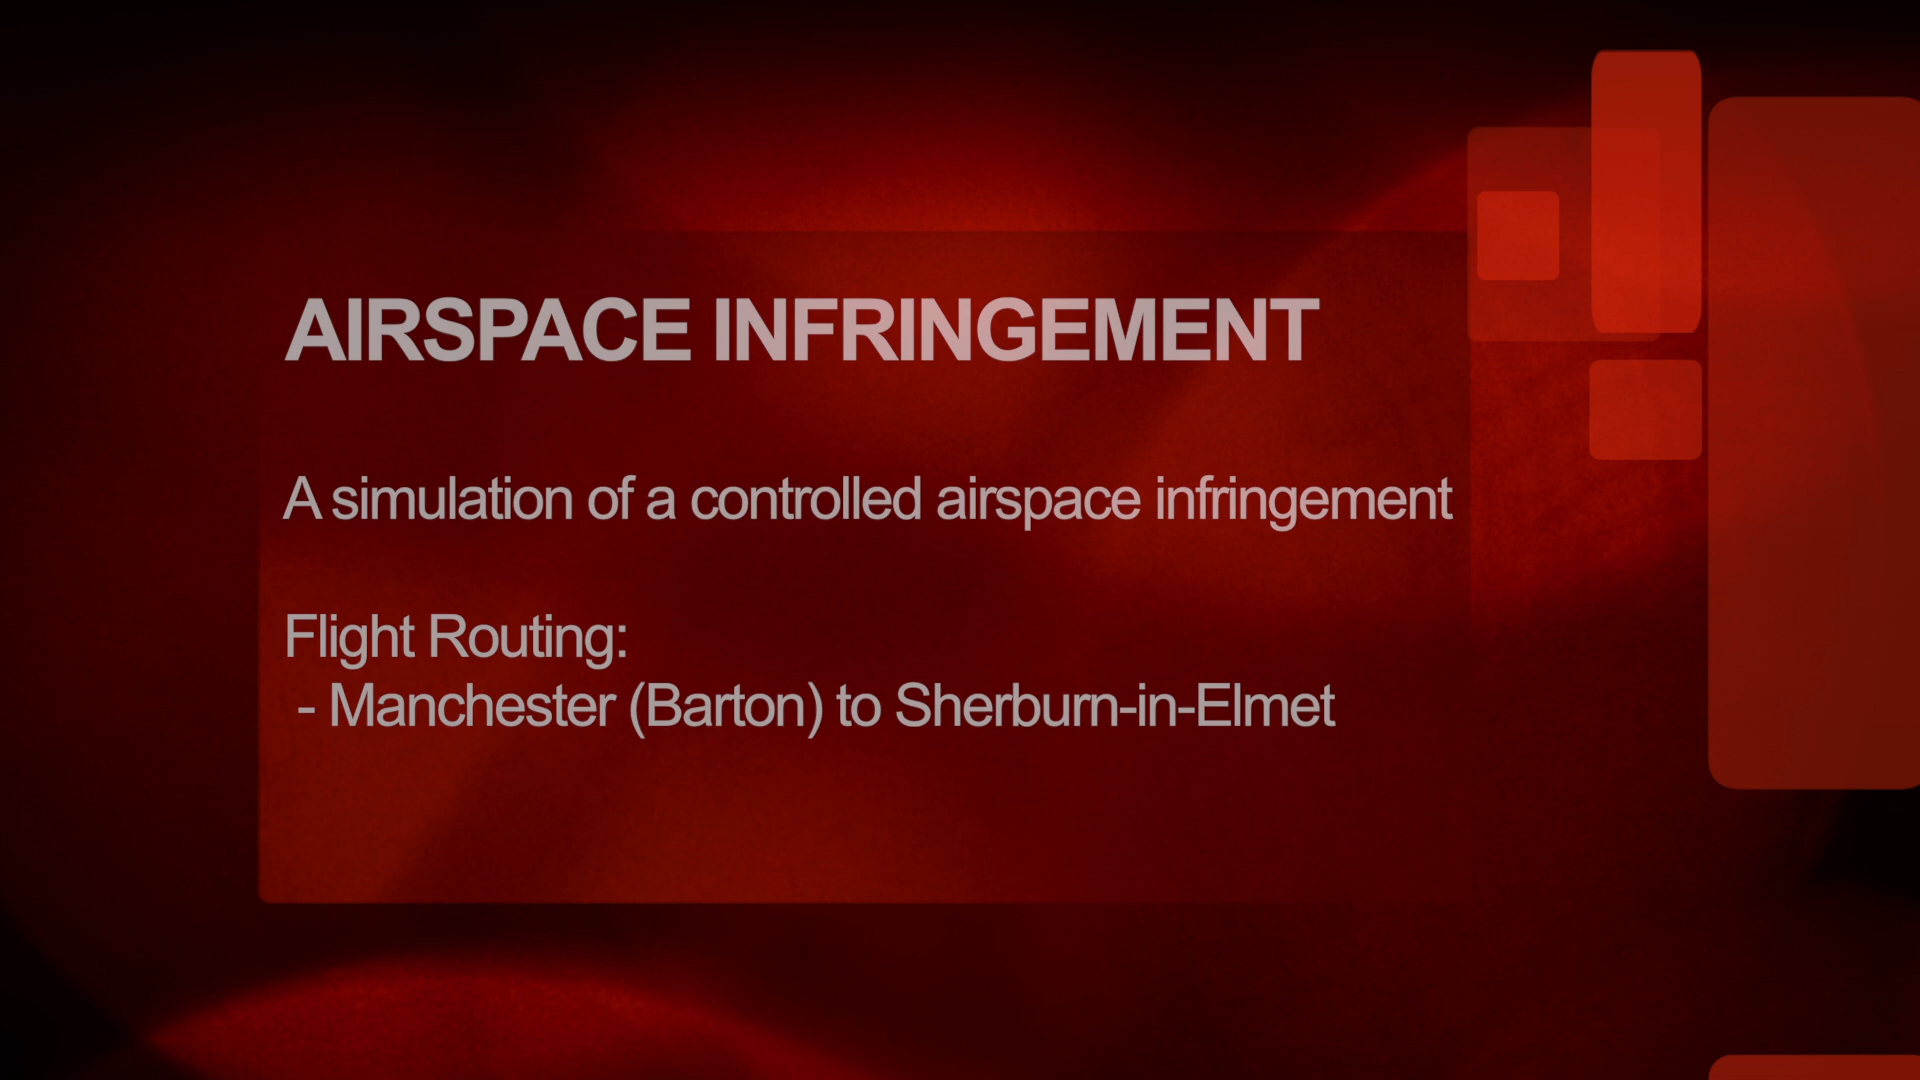 AIRSPACE INFRINGEMENT
A simulation of a controlled airspace infringement
Flight Routing:
- Manchester (Barton) to Sherburn-in-Elmet